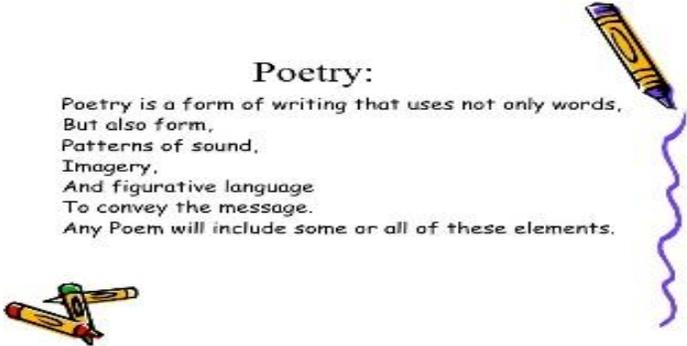 Poetry:
Poetry is a form of writing that uses not only words,
But also form,
Patterns of sound,
Imagery,
And figurative language
To convey the message.
Any Poem will include some or all of these elements.